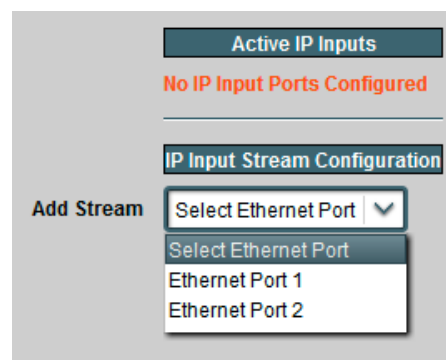 Active IP Inputs
No IP Input Ports Configured
IP Input Stream Configuration
Add Stream Select Ethernet Port
Select Ethernet Port
Ethernet Port 1
Ethernet Port 2